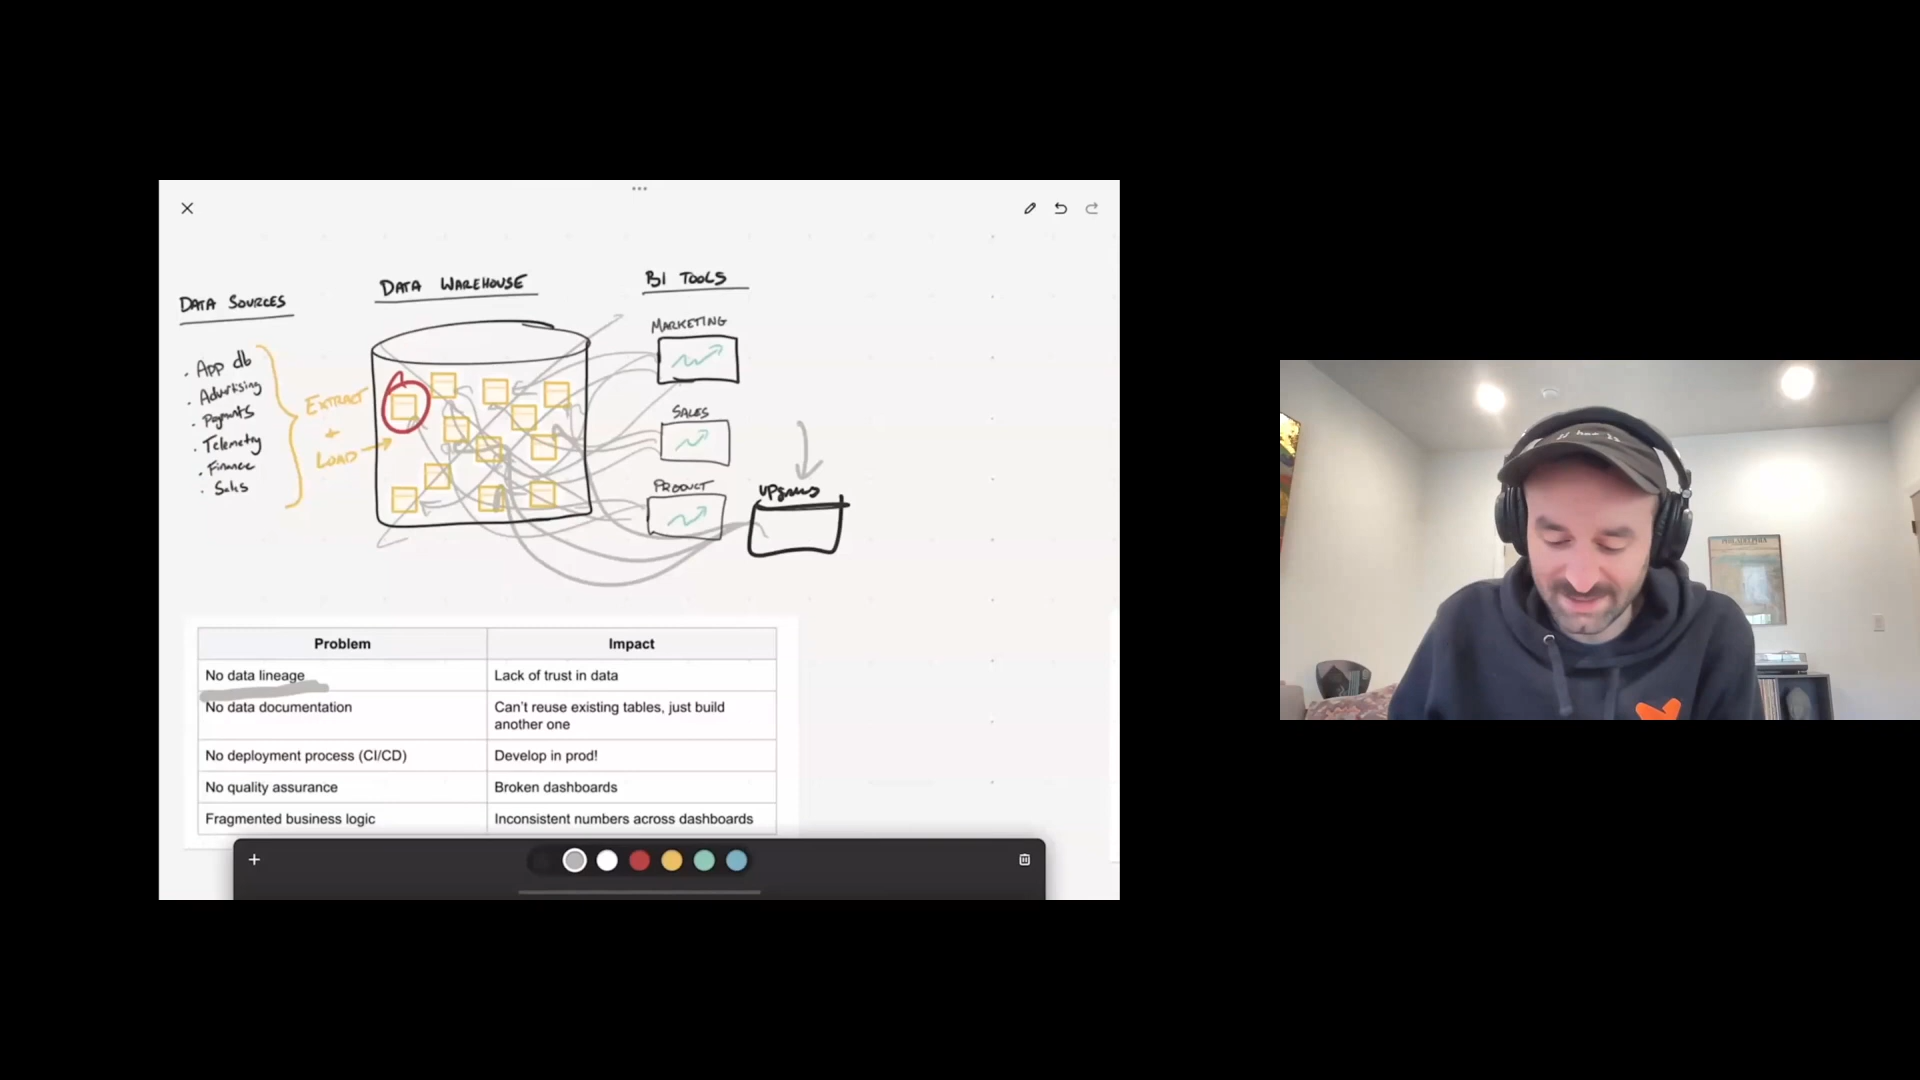 DATA SOURCES
DATA WAREHOUSE
BI TOOLS
MARKETING
SALES
PRODUCT
· App db
· Advertising
· Payments
· Telemetry
· Finance
· Sales
EXTRACT
+
LOAD
Problem
Impact
No data lineage
Lack of trust in data
No data documentation
Can't reuse existing tables, just build
another one
No deployment process (CI/CD)
Develop in prod!
No quality assurance
Broken dashboards
Fragmented business logic
Inconsistent numbers across dashboards
PHILADELPHIA